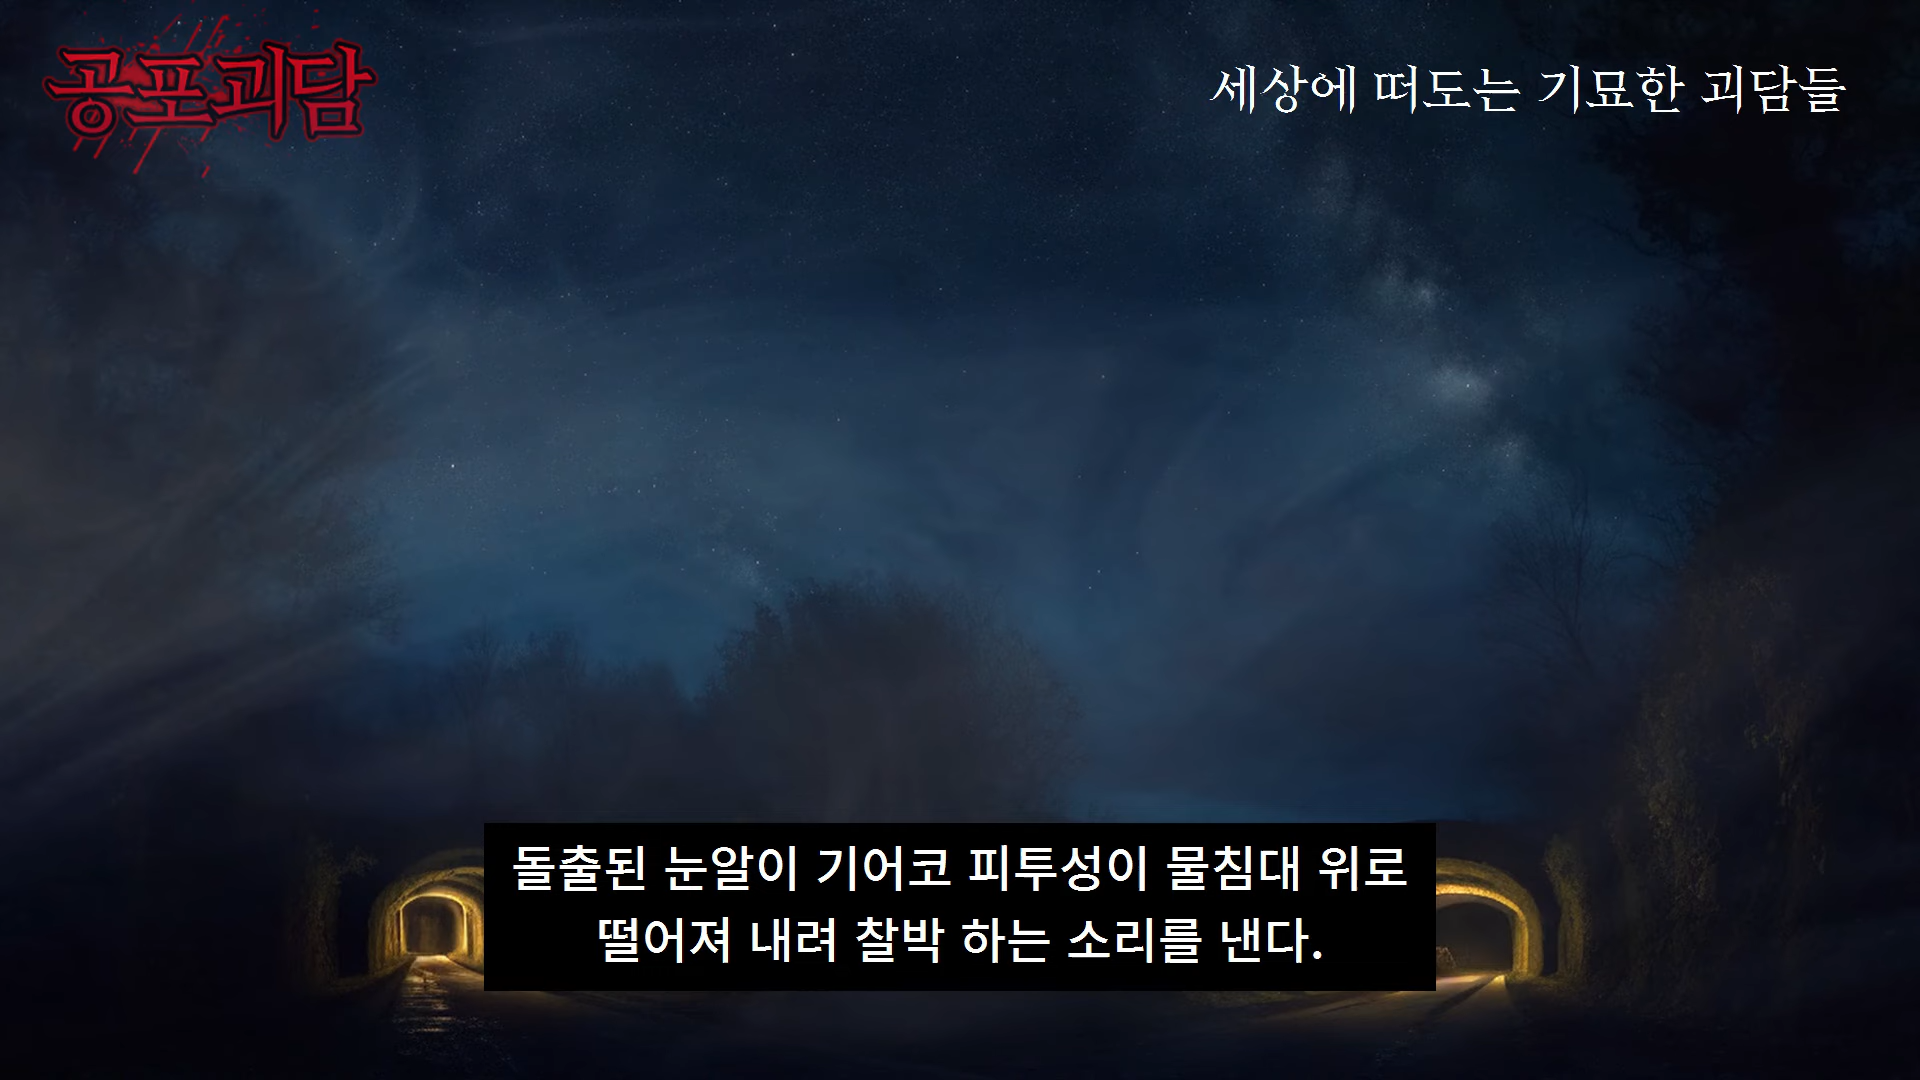 공포괴담
세상에 떠도는 기묘한 괴담들
돌출된 눈알이 기어코 피투성이 물침대 위로
떨어져 내려 찰박 하는 소리를 낸다.